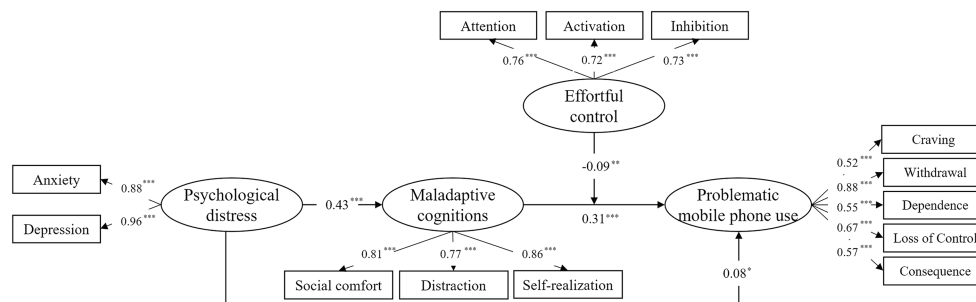 Attention
Activation
Inhibition
0.76***
0.72***
0.73***
Effortful
control
-0.09**
Anxiety
0.88***
Depression
0.96***
Psychological
distress
0.43***
Maladaptive
cognitions
0.31***
Problematic
mobile phone use
0.81***
0.77***
0.86***
Social comfort
Distraction
Self-realization
0.08*
0.52***
0.88***
0.55***
0.67***
0.57***
Craving
Withdrawal
Dependence
Loss of Control
Consequence